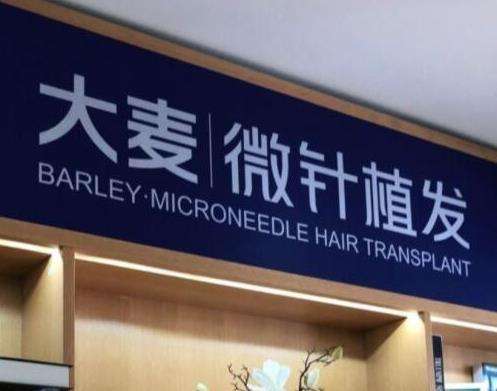 大麦|微针植发
BARLEY·MICRONEEDLE HAIR TRANSPLANT